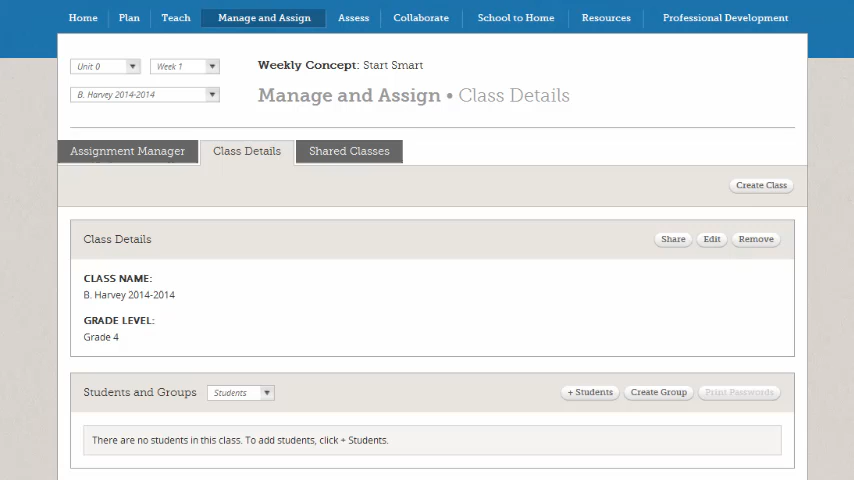 Home Plan Teach Manage and Assign Assess Collaborate School to Home Resources Professional Development
Unit 0 Week 1 Weekly Concept: Start Smart
B. Harvey 2014-2014 Manage and Assign • Class Details
Assignment Manager Class Details Shared Classes
Create Class
Class Details Share Edit Remove
CLASS NAME:
B. Harvey 2014-2014
GRADE LEVEL:
Grade 4
Students and Groups Students + Students Create Group Print Passwords
There are no students in this class. To add students, click + Students.